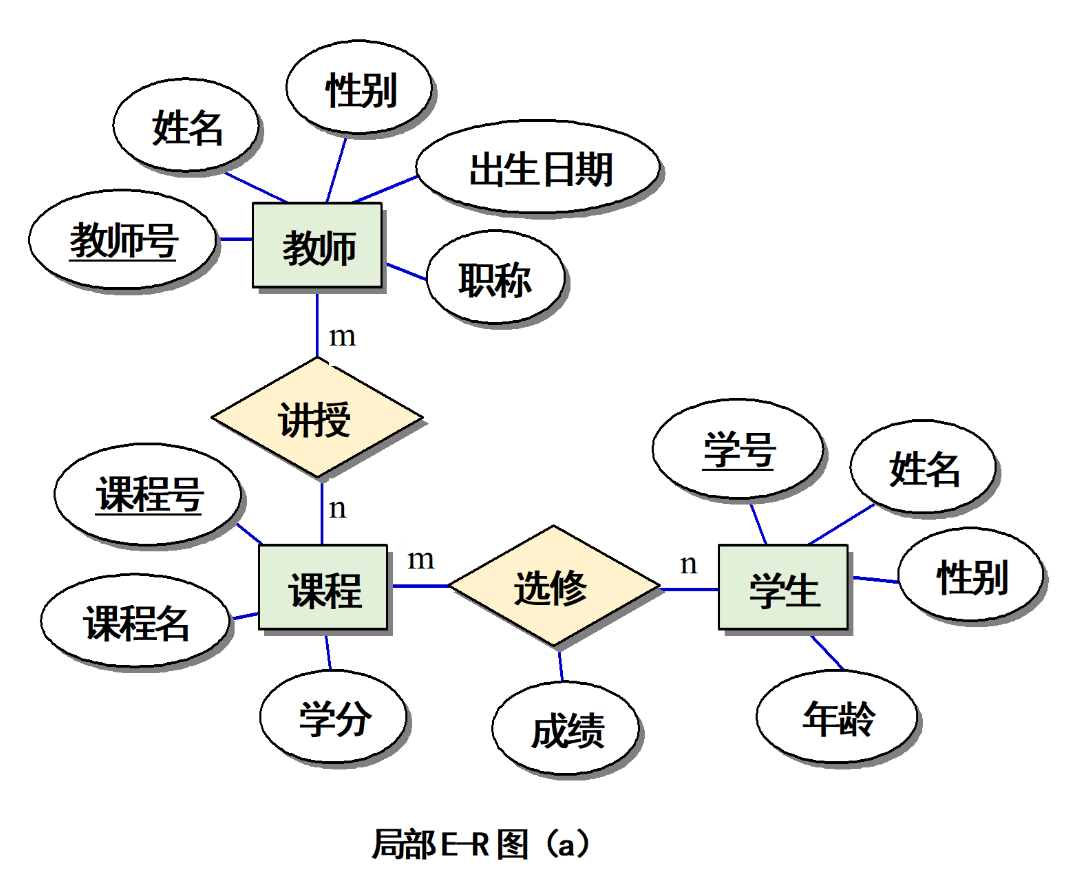 性别
姓名
出生日期
教师号
教师
职称
m
讲授
学号
姓名
课程号
n
性别
课程
m
选修
n
学生
课程名
学分
成绩
年龄
局部E-R图（a）